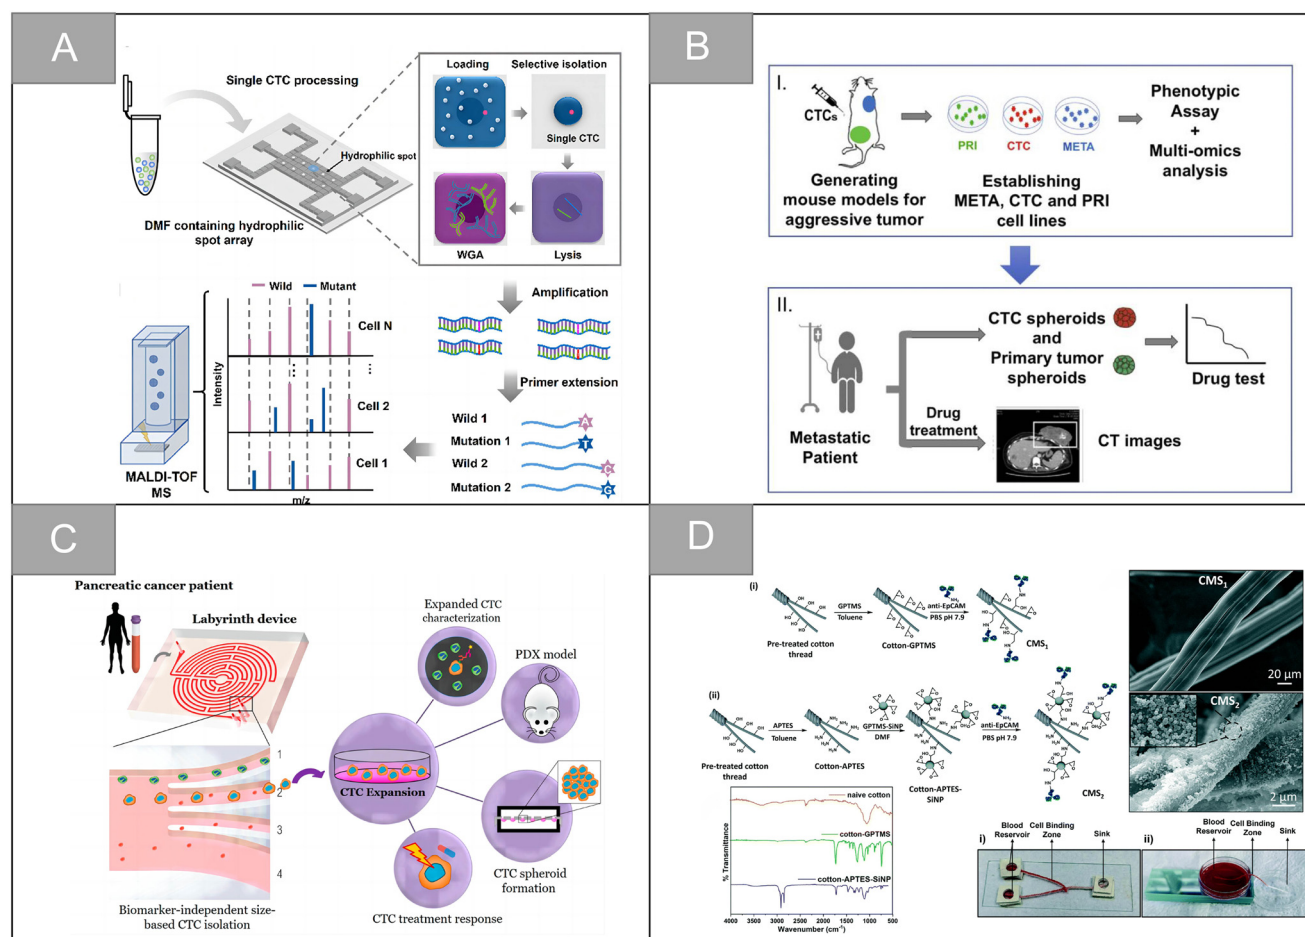 A
Single CTC processing
Loading
Selective isolation
Single CTC
Hydrophilic spot
DMF containing hydrophilic
spot array
WGA
Lysis
Wild
Mutant
Cell N
Cell 2
Cell 1
Intensity
m/z
MALDI-TOF
MS
Amplification
Primer extension
Wild 1
A
Mutation 1
T
Wild 2
C
Mutation 2
G
B
I.
CTCs
PRI
CTC
META
Phenotypic
Assay
+
Multi-omics
analysis
Generating
mouse models for
aggressive tumor
Establishing
META, CTC and PRI
cell lines
II.
CTC spheroids
and
Primary tumor
spheroids
Drug test
Metastatic
Patient
Drug
treatment
CT images
C
Pancreatic cancer patient
Labyrinth device
1
2
3
4
Biomarker-independent size-
based CTC isolation
CTC Expansion
Expanded CTC
characterization
PDX model
CTC spheroid
formation
CTC treatment response
D
(i)
GPTMS
Toluene
anti-EpCAM
PBS pH 7.9
Pre-treated cotton
thread
Cotton-GPTMS
CMS1
(ii)
APTES
Toluene
GPTMS-SiNP
DMF
anti-EpCAM
PBS pH 7.9
Pre-treated cotton
thread
Cotton-APTES
Cotton-APTES-
SiNP
CMS2
CMS1
20 µm
CMS2
2 µm
naive cotton
cotton-GPTMS
cotton-APTES-SiNP
% Transmittance
4000 3500 3000 2500 2000 1500 1000 500
Wavenumber (cm-1)
i)
Blood
Reservoir
Cell Binding
Zone
Sink
ii)
Blood
Reservoir
Cell Binding
Zone
Sink